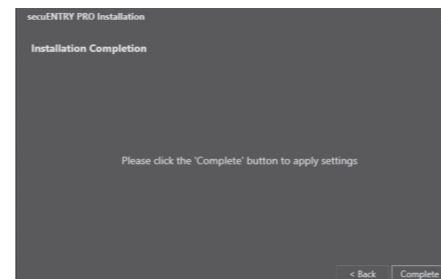 secuENTRY PRO Installation
Installation Completion
Please click the 'Complete' button to apply settings
< Back
Complete